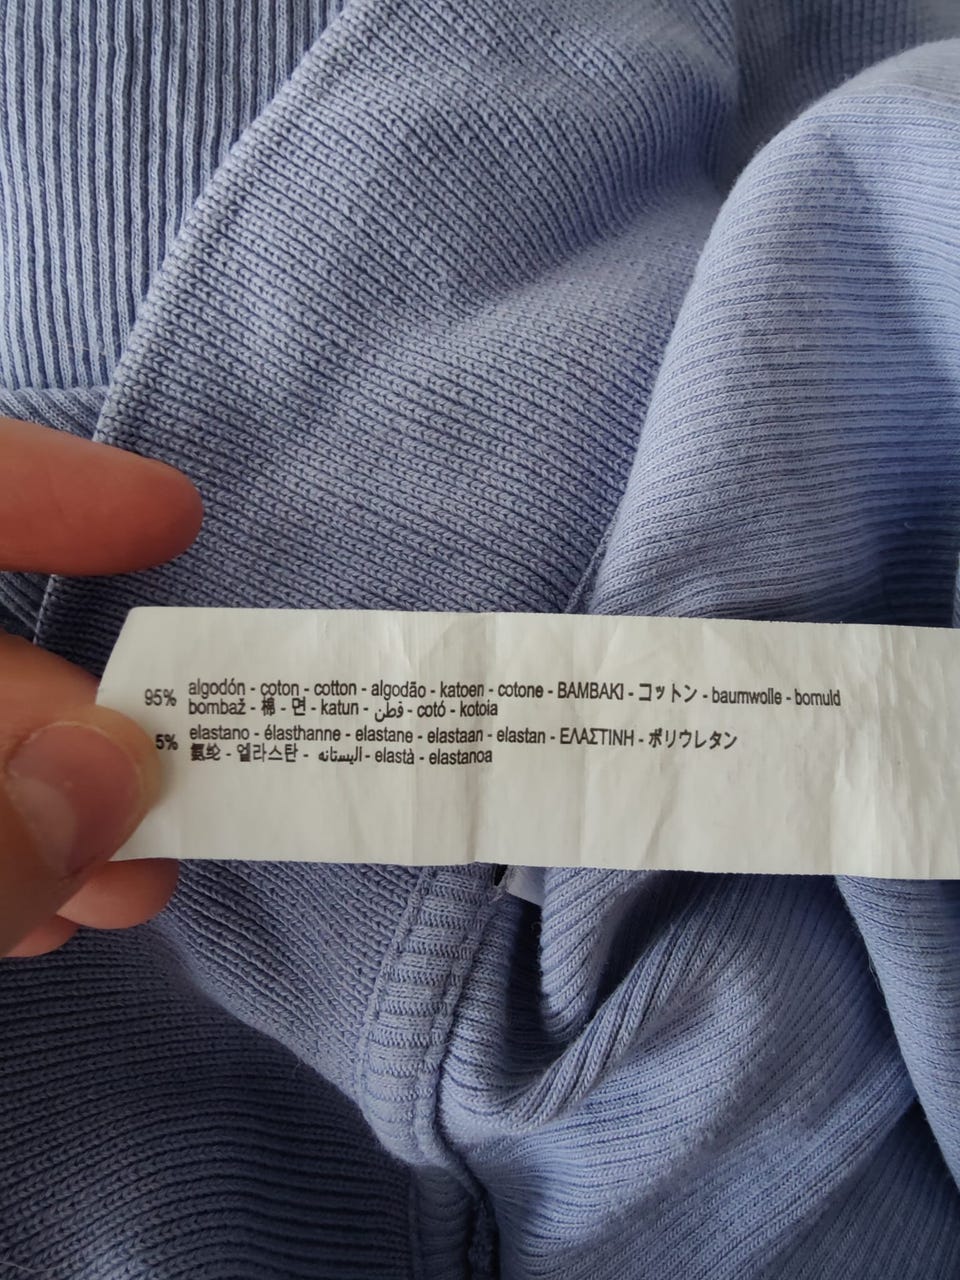 95% algodón - coton - cotton - algodão - katoen - cotone - BAMBAKI - コットン - baumwolle - bomuld
bombaž - 棉 - 면 - katun - قطن - cotó - kotoia
5% elastano - élasthanne - elastane - elastaan - elastan - ΕΛΑΣΤΙΝΗ - ポリウレタン
氨纶 - 엘라스탄 - اليستانه - elastà - elastanoa